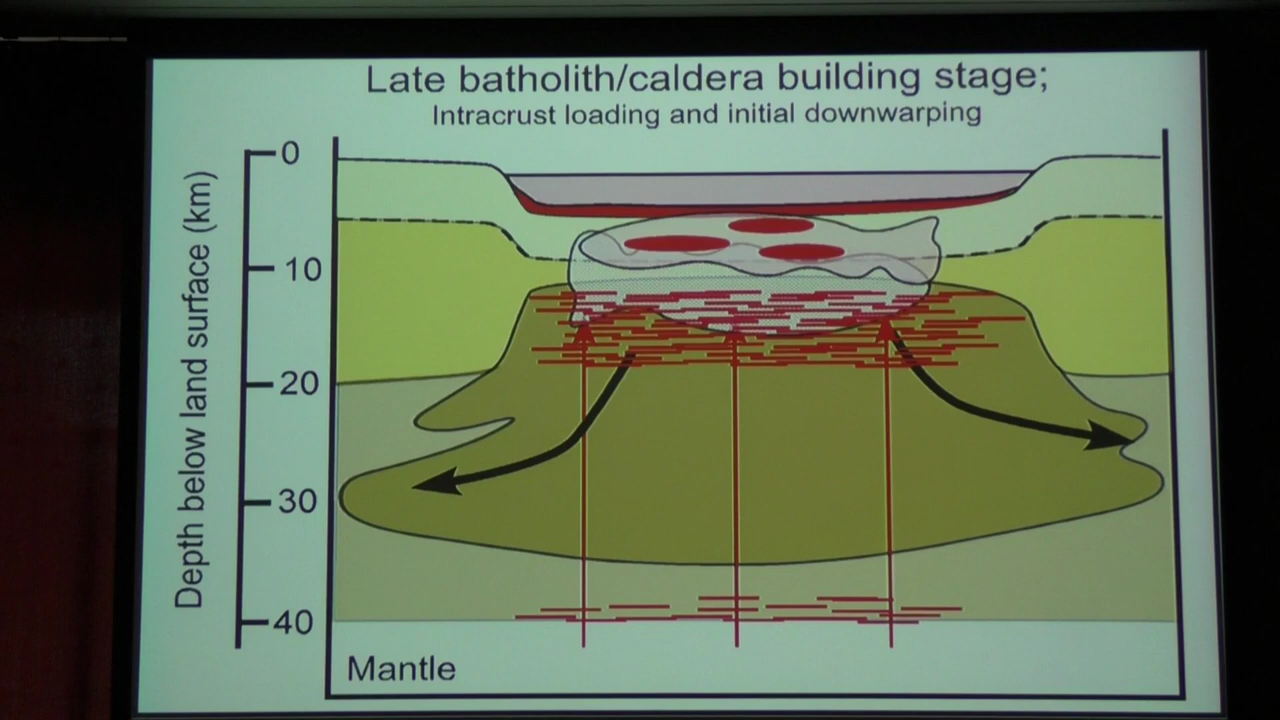 Late batholith/caldera building stage;
Intracrust loading and initial downwarping
Depth below land surface (km)
0
10
20
30
40
Mantle